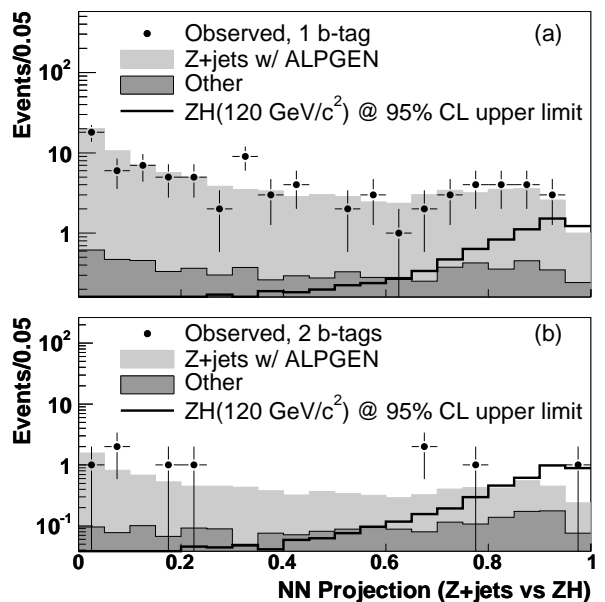 Events/0.05
10²
10
1
Observed, 1 b-tag
(a)
Z+jets w/ ALPGEN
Other
ZH(120 GeV/c²) @ 95% CL upper limit
Events/0.05
10²
10
1
10⁻¹
Observed, 2 b-tags
(b)
Z+jets w/ ALPGEN
Other
ZH(120 GeV/c²) @ 95% CL upper limit
0 0.2 0.4 0.6 0.8 1
NN Projection (Z+jets vs ZH)